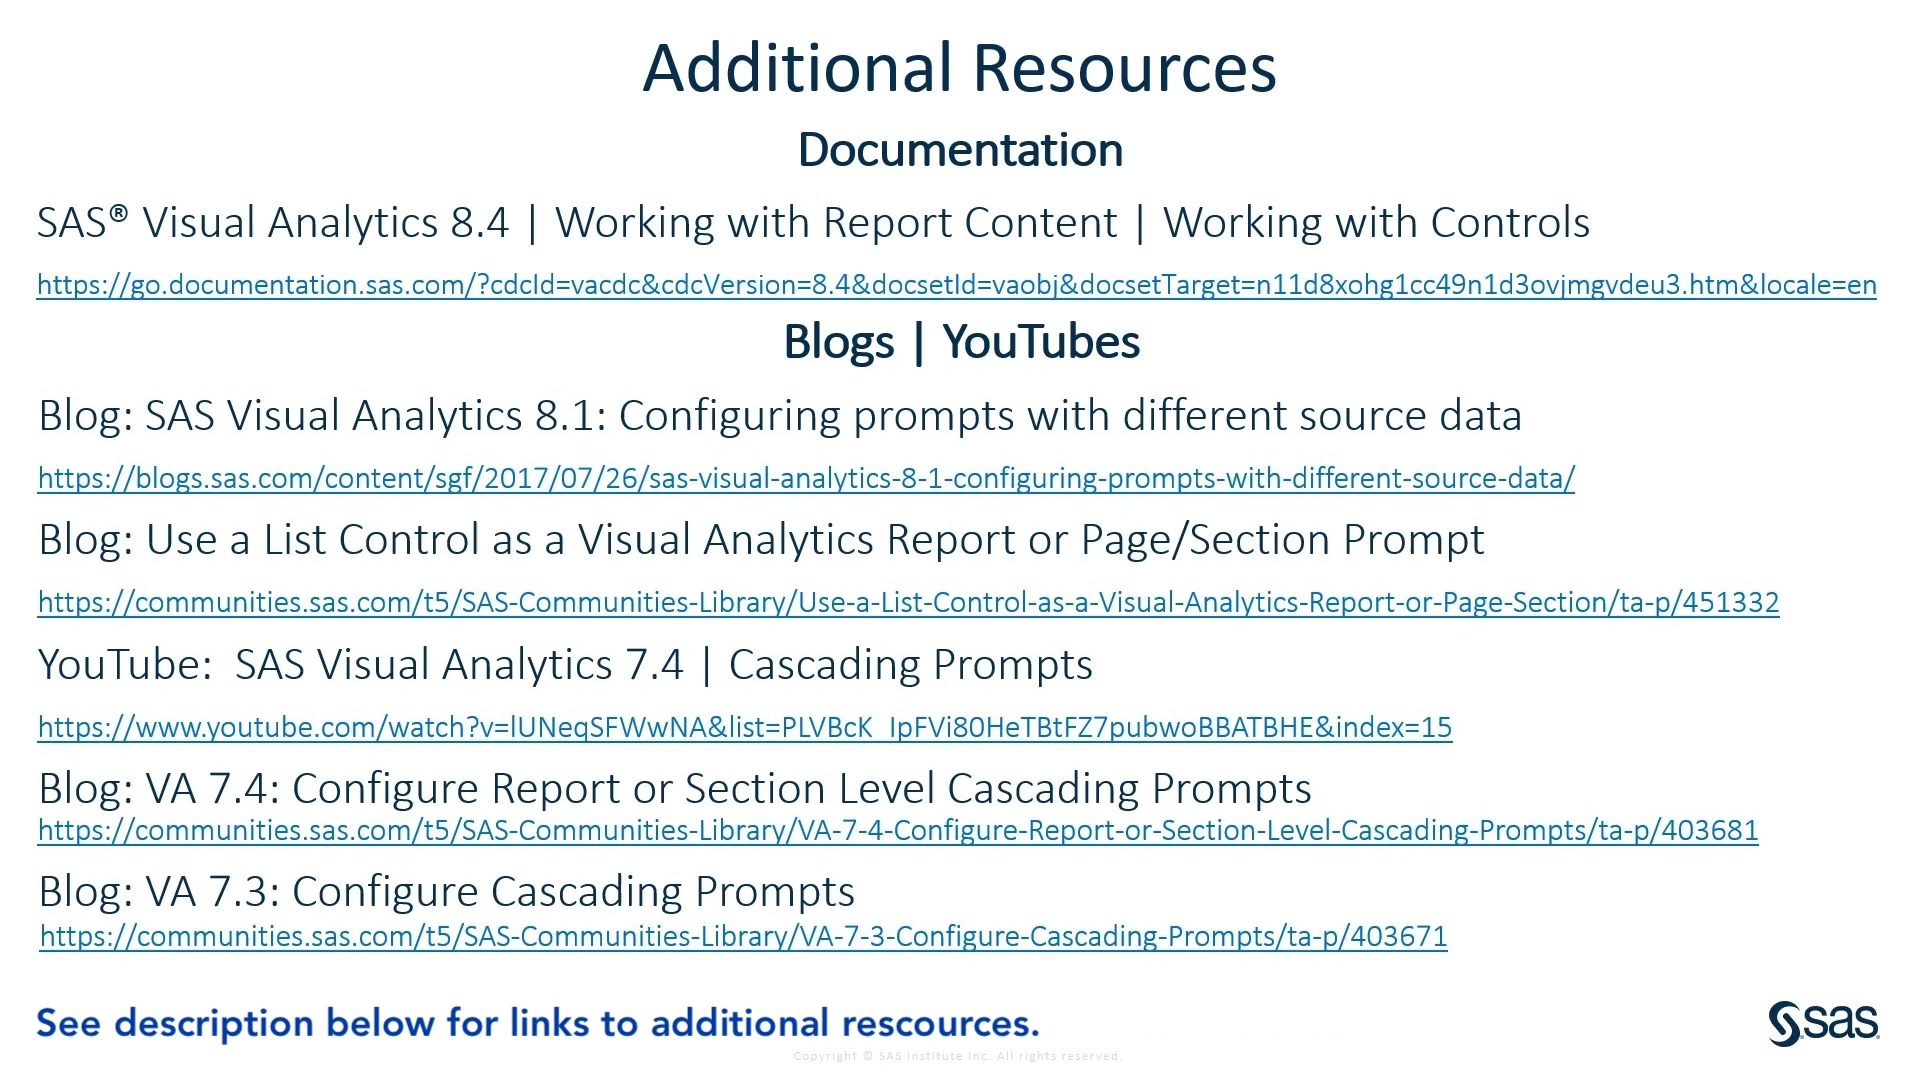 Additional Resources
Documentation
SAS® Visual Analytics 8.4 | Working with Report Content | Working with Controls
https://go.documentation.sas.com/?cdcId=vacdc&cdcVersion=8.4&docsetId=vaobj&docsetTarget=n11d8xohg1cc49n1d3ovjmgvdeu3.htm&locale=en
Blogs | YouTubes
Blog: SAS Visual Analytics 8.1: Configuring prompts with different source data
https://blogs.sas.com/content/sgf/2017/07/26/sas-visual-analytics-8-1-configuring-prompts-with-different-source-data/
Blog: Use a List Control as a Visual Analytics Report or Page/Section Prompt
https://communities.sas.com/t5/SAS-Communities-Library/Use-a-List-Control-as-a-Visual-Analytics-Report-or-Page-Section/ta-p/451332
YouTube:  SAS Visual Analytics 7.4 | Cascading Prompts
https://www.youtube.com/watch?v=lUNeqSFWwNA&list=PLVBcK_IpFVi80HeTBtFZ7pubwoBBATBHE&index=15
Blog: VA 7.4: Configure Report or Section Level Cascading Prompts
https://communities.sas.com/t5/SAS-Communities-Library/VA-7-4-Configure-Report-or-Section-Level-Cascading-Prompts/ta-p/403681
Blog: VA 7.3: Configure Cascading Prompts
https://communities.sas.com/t5/SAS-Communities-Library/VA-7-3-Configure-Cascading-Prompts/ta-p/403671
See description below for links to additional rescources.
sas
Copyright © SAS Institute Inc. All rights reserved.